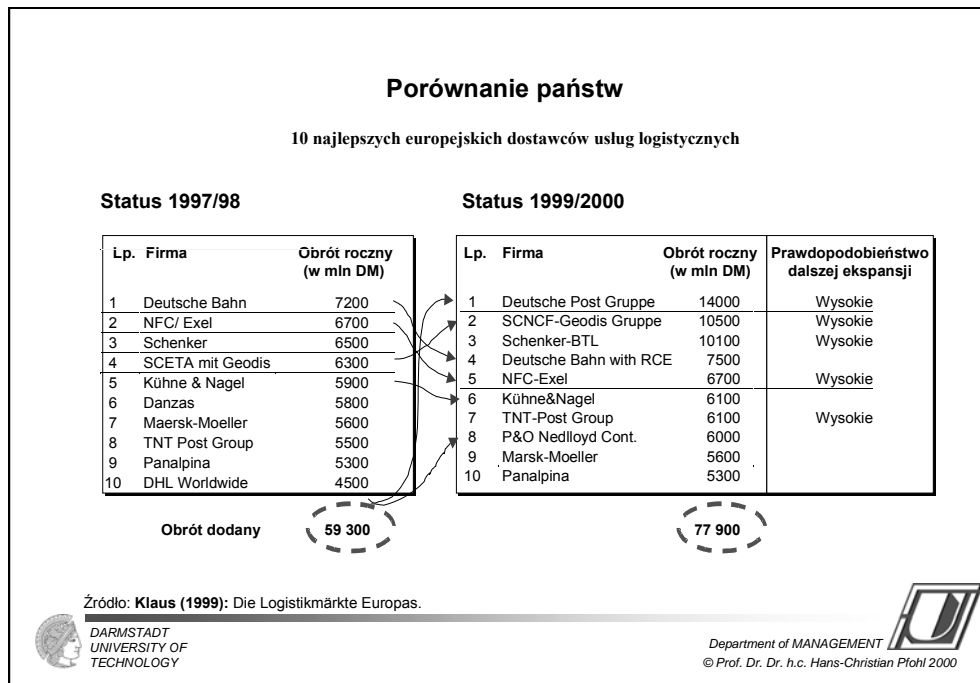 Porównanie państw
10 najlepszych europejskich dostawców usług logistycznych
Status 1997/98
Lp. Firma Obrót roczny
(w mln DM)
1 Deutsche Bahn 7200
2 NFC/ Exel 6700
3 Schenker 6500
4 SCETA mit Geodis 6300
5 Kühne & Nagel 5900
6 Danzas 5800
7 Maersk-Moeller 5600
8 TNT Post Group 5500
9 Panalpina 5300
10 DHL Worldwide 4500
Obrót dodany 59 300
Status 1999/2000
Lp. Firma Obrót roczny Prawdopodobieństwo
(w mln DM) dalszej ekspansji
1 Deutsche Post Gruppe 14000 Wysokie
2 SCNCF-Geodis Gruppe 10500 Wysokie
3 Schenker-BTL 10100 Wysokie
4 Deutsche Bahn with RCE 7500
5 NFC-Exel 6700 Wysokie
6 Kühne&Nagel 6100
7 TNT-Post Group 6100 Wysokie
8 P&O Nedlloyd Cont. 6000
9 Marsk-Moeller 5600
10 Panalpina 5300
77 900
Źródło: Klaus (1999): Die Logistikmärkte Europas.
DARMSTADT
UNIVERSITY OF
TECHNOLOGY
Department of MANAGEMENT
© Prof. Dr. Dr. h.c. Hans-Christian Pfohl 2000